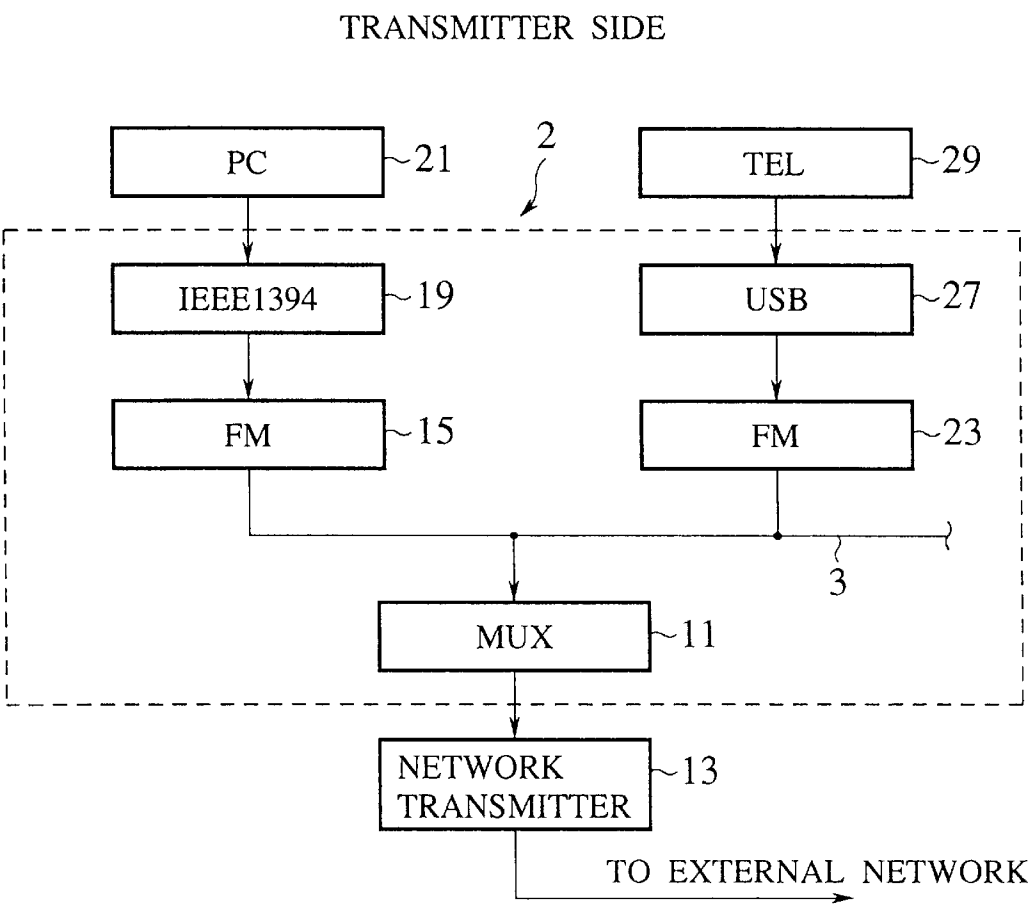 TRANSMITTER SIDE
2
PC 21
TEL 29
IEEE1394 19
USB 27
FM 15
FM 23
3
MUX 11
NETWORK
TRANSMITTER
13
TO EXTERNAL NETWORK